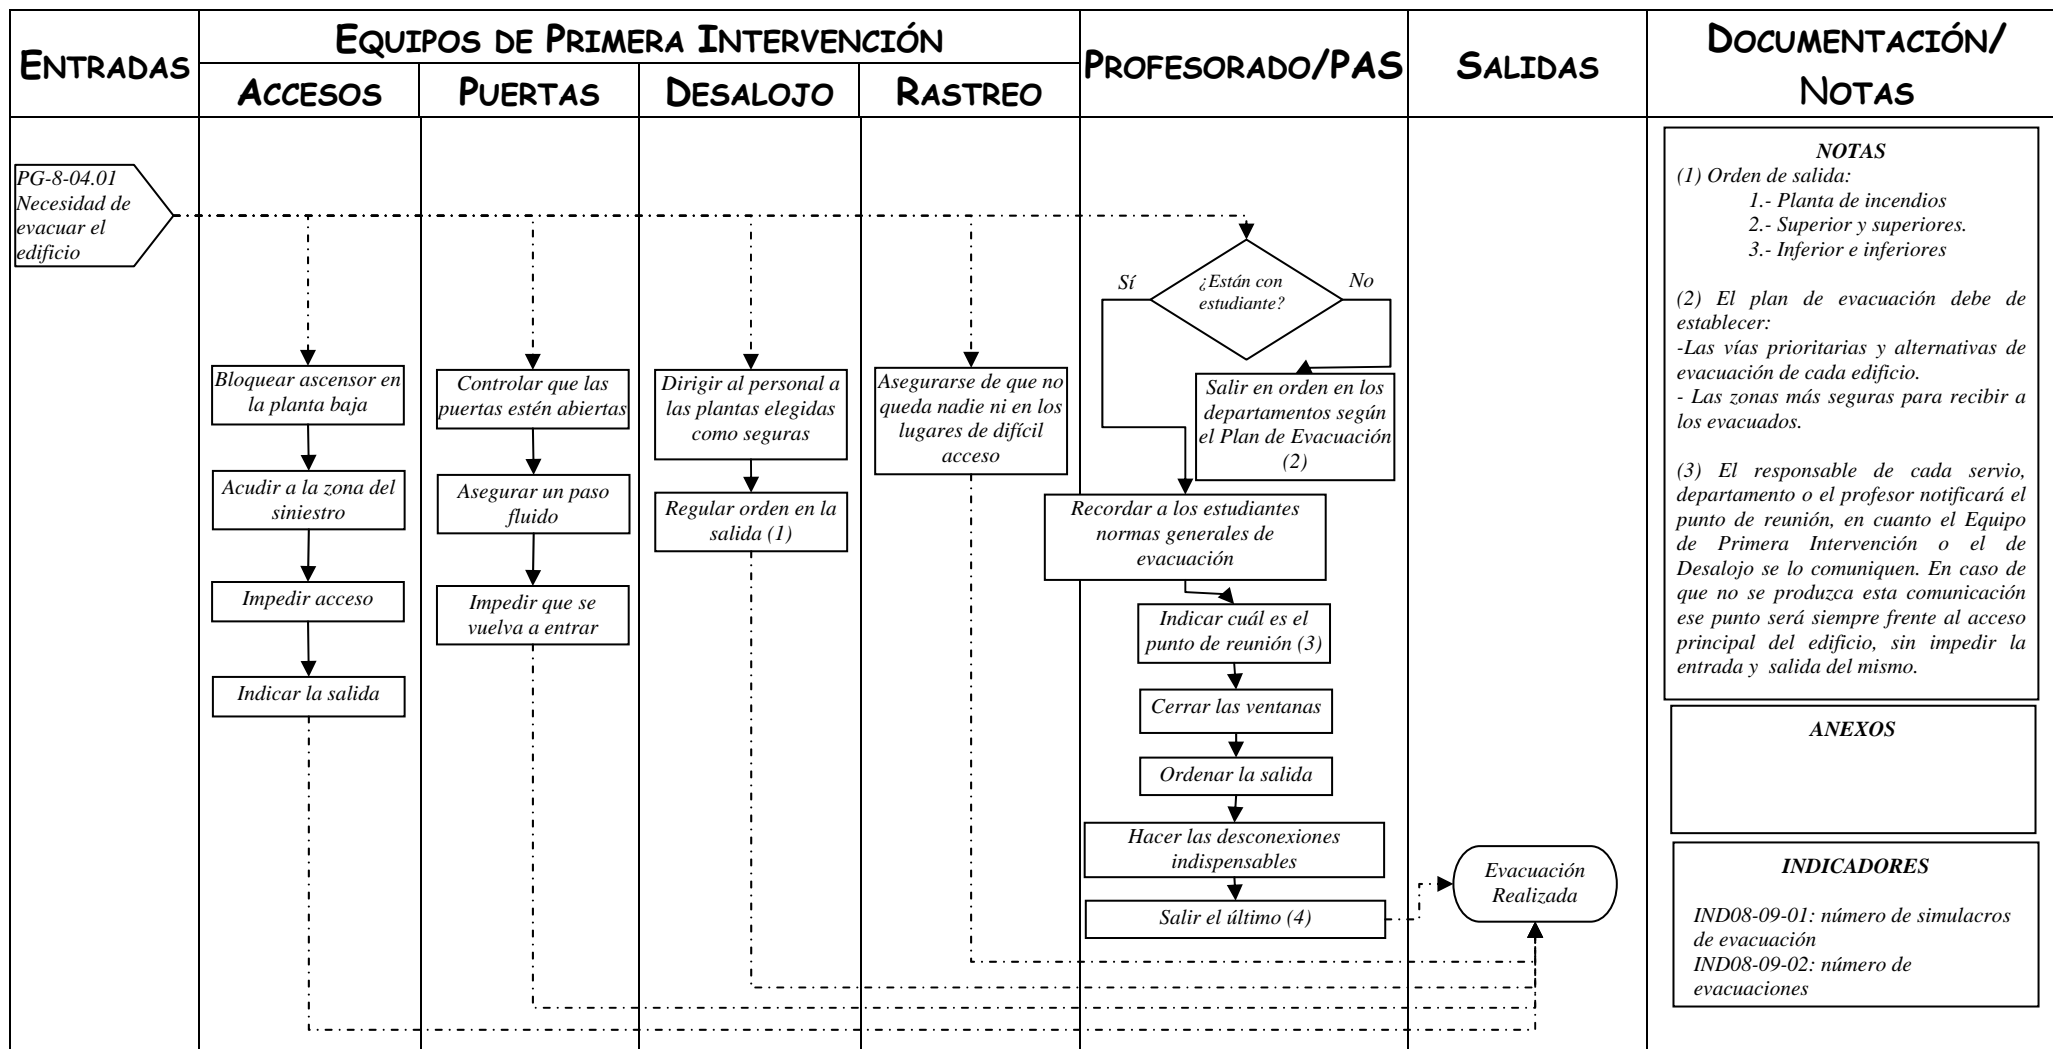 ENTRADAS
EQUIPOS DE PRIMERA INTERVENCIÓN
ACCESOS
PUERTAS
DESALOJO
RASTREO
PROFESORADO/PAS
SALIDAS
DOCUMENTACIÓN/
NOTAS
PG-8-04.01
Necesidad de
evacuar el
edificio
Bloquear ascensor en
la planta baja
Acudir a la zona del
siniestro
Impedir acceso
Indicar la salida
Controlar que las
puertas estén abiertas
Asegurar un paso
fluido
Impedir que se
vuelva a entrar
Dirigir al personal a
las plantas elegidas
como seguras
Regular orden en la
salida (1)
Asegurarse de que no
queda nadie ni en los
lugares de difícil
acceso
¿Están con
estudiante?
Sí
No
Salir en orden en los
departamentos según
el Plan de Evacuación
(2)
Recordar a los estudiantes
normas generales de
evacuación
Indicar cuál es el
punto de reunión (3)
Cerrar las ventanas
Ordenar la salida
Hacer las desconexiones
indispensables
Salir el último (4)
Evacuación
Realizada
NOTAS
(1) Orden de salida:
1.- Planta de incendios
2.- Superior y superiores.
3.- Inferior e inferiores
(2) El plan de evacuación debe de
establecer:
-Las vías prioritarias y alternativas de
evacuación de cada edificio.
- Las zonas más seguras para recibir a
los evacuados.
(3) El responsable de cada servio,
departamento o el profesor notificará el
punto de reunión, en cuanto el Equipo
de Primera Intervención o el de
Desalojo se lo comuniquen. En caso de
que no se produzca esta comunicación
ese punto será siempre frente al acceso
principal del edificio, sin impedir la
entrada y salida del mismo.
ANEXOS
INDICADORES
IND08-09-01: número de simulacros
de evacuación
IND08-09-02: número de
evacuaciones